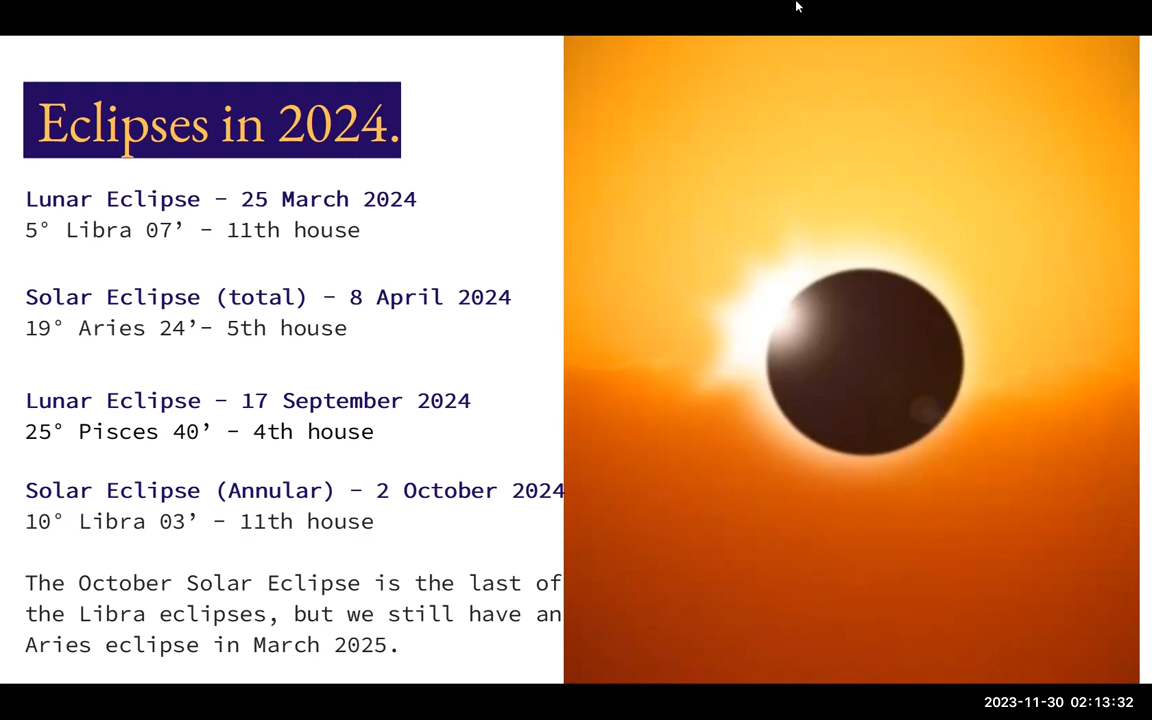 Eclipses in 2024.
Lunar Eclipse – 25 March 2024
5° Libra 07’ – 11th house
Solar Eclipse (total) – 8 April 2024
19° Aries 24’– 5th house
Lunar Eclipse – 17 September 2024
25° Pisces 40’ – 4th house
Solar Eclipse (Annular) – 2 October 2024
10° Libra 03’ – 11th house
The October Solar Eclipse is the last of
the Libra eclipses, but we still have an
Aries eclipse in March 2025.
2023-11-30 02:13:32